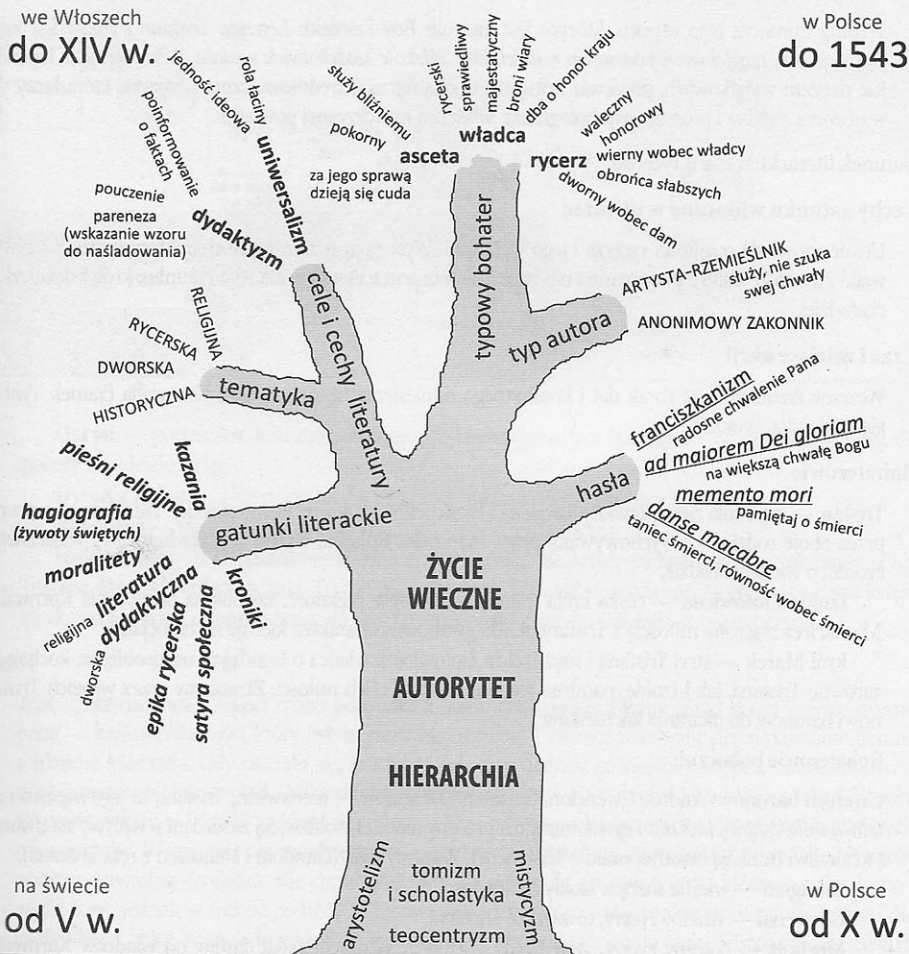 we Włoszech
do XIV w.
w Polsce
do 1543
poinformowanie
o faktach
jedność ideowa
rola łaciny
uniwersalizm
pouczenie
pareneza
(wskazanie wzoru
do naśladowania)
dydaktyzm
cele i cechy
literatury
służy bliźniemu
pokorny
za jego sprawą
dzieją się cuda
asceta
rycerski
sprawiedliwy
majestatyczny
broni wiary
dba o honor kraju
władca
rycerz
waleczny
honorowy
wierny wobec władcy
obrońca słabszych
dworny wobec dam
typowy bohater
typ autora
ARTYSTA-RZEMIEŚLNIK
służy, nie szuka
swej chwały
ANONIMOWY ZAKONNIK
RELIGIJNA
RYCERSKA
DWORSKA
HISTORYCZNA
tematyka
hasła
franciszkanizm
radosne chwalenie Pana
ad maiorem Dei gloriam
na większą chwałę Bogu
memento mori
pamiętaj o śmierci
danse macabre
taniec śmierci, równość wobec śmierci
gatunki literackie
kazania
pieśni religijne
hagiografia
(żywoty świętych)
moralitety
religijna literatura
dydaktyczna
dworska epika rycerska
satyra społeczna
kroniki
ŻYCIE
WIECZNE
AUTORYTET
HIERARCHIA
arystotelizm
tomizm
i scholastyka
teocentryzm
mistycyzm
na świecie
od V w.
w Polsce
od X w.